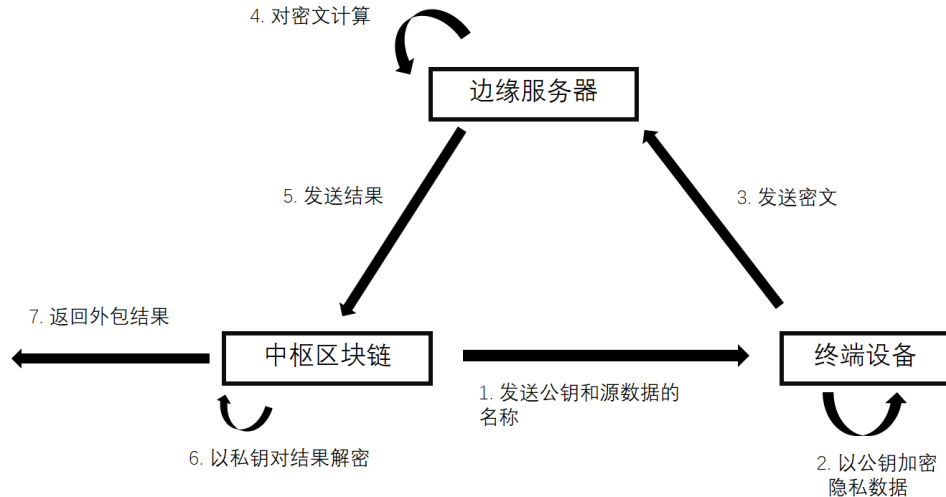 4. 对密文计算
边缘服务器
5. 发送结果
3. 发送密文
7. 返回外包结果
中枢区块链
终端设备
1. 发送公钥和源数据的
名称
6. 以私钥对结果解密
2. 以公钥加密
隐私数据